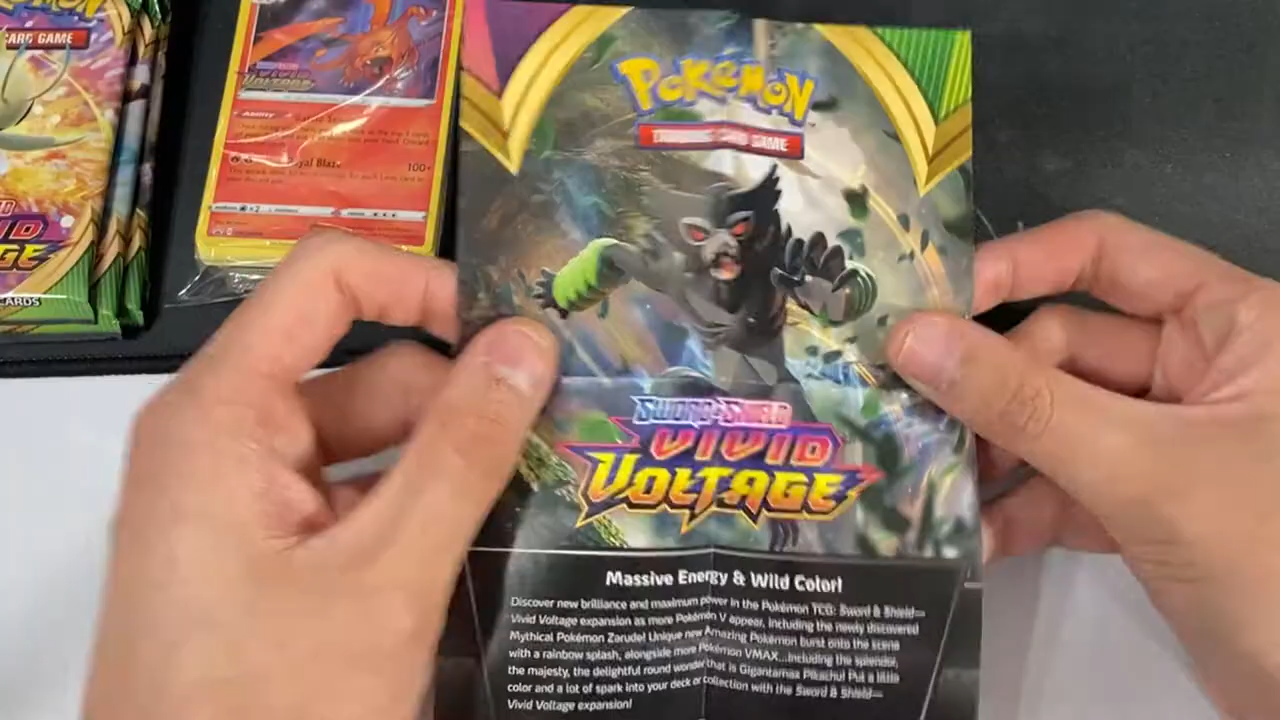 CARD GAME
CARDS
VIVID
VOLTAGE
Ability
Royal Blaze 100+
×2
POKéMON
TRADING CARD GAME
SWORD & SHIELD
VIVID
VOLTAGE
Massive Energy & Wild Color!
Discover new brilliance and maximum power in the Pokémon TCG: Sword & Shield—
Vivid Voltage expansion as more Pokémon V appear, including the newly discovered
Mythical Pokémon Zarude! Unique new Amazing Pokémon burst onto the scene
with a rainbow splash, alongside more Pokémon VMAX...including the splendor,
the majesty, the delightful round wonder that is Gigantamax Pikachu! Put a little
color and a lot of spark into your deck or collection with the Sword & Shield—
Vivid Voltage expansion!